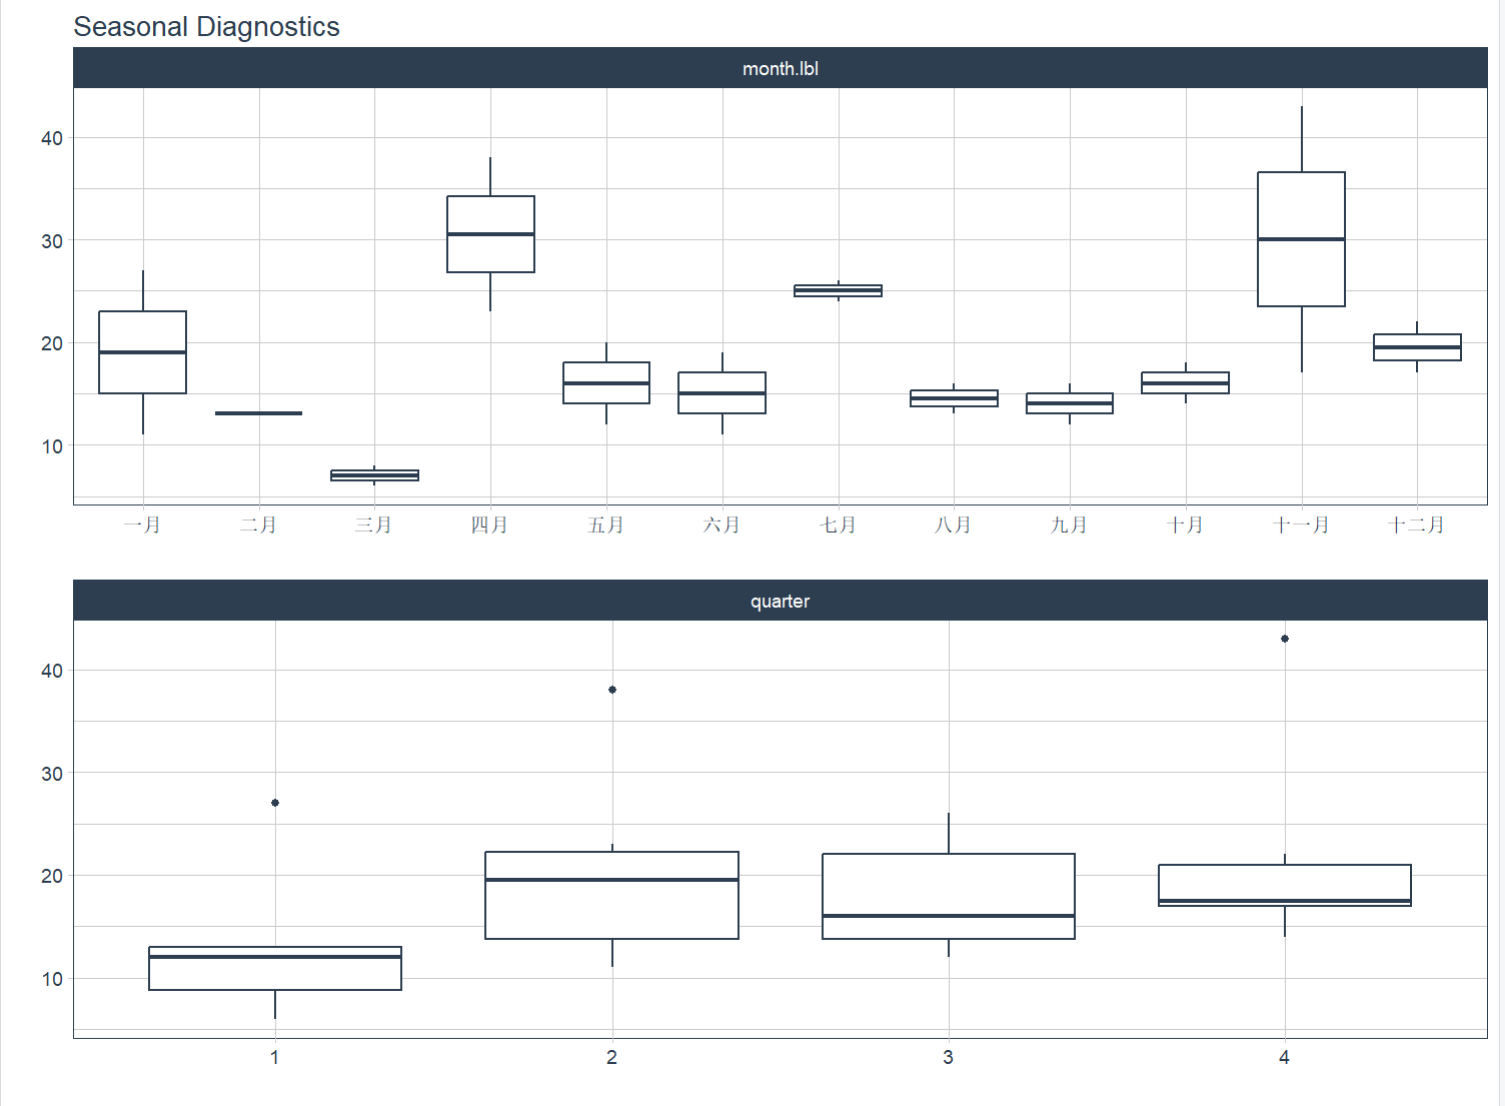 Seasonal Diagnostics
month.lbl
40
30
20
10
一月 二月 三月 四月 五月 六月 七月 八月 九月 十月 十一月 十二月
quarter
40
30
20
10
1 2 3 4